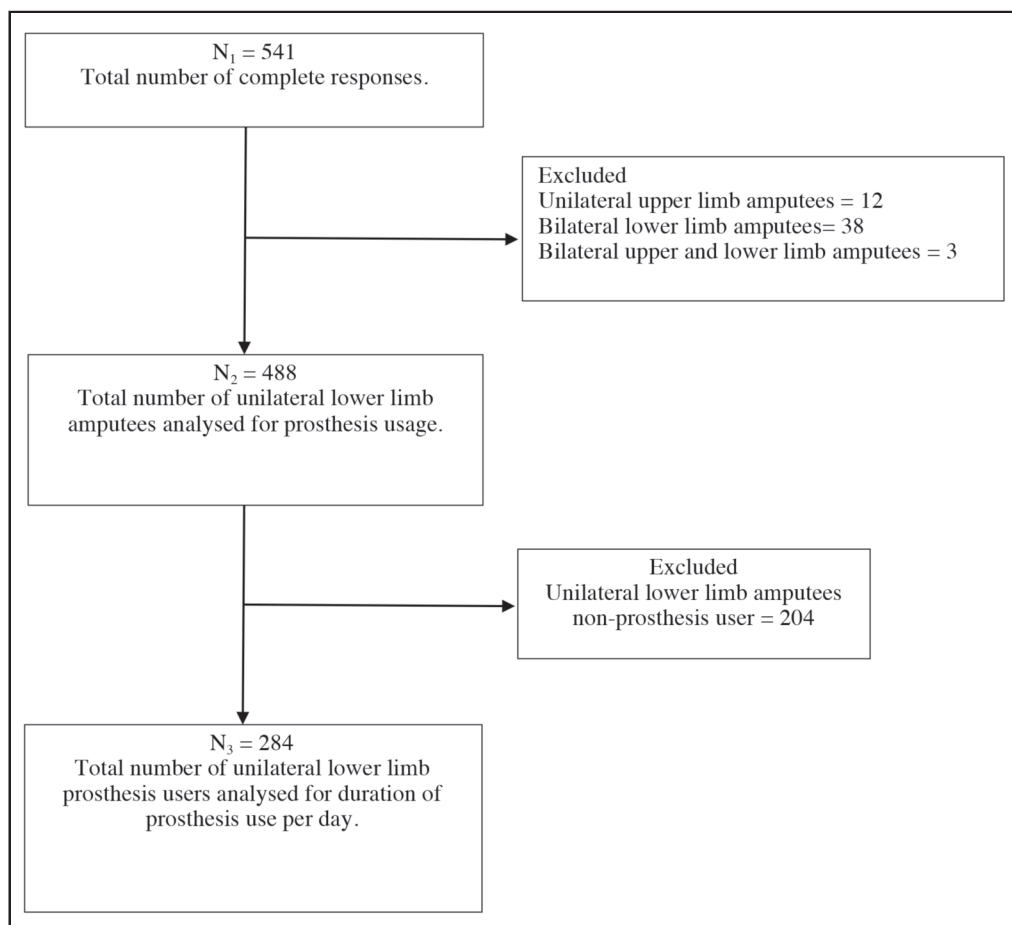 N₁ = 541
Total number of complete responses.
Excluded
Unilateral upper limb amputees = 12
Bilateral lower limb amputees= 38
Bilateral upper and lower limb amputees = 3
N₂ = 488
Total number of unilateral lower limb
amputees analysed for prosthesis usage.
Excluded
Unilateral lower limb amputees
non-prosthesis user = 204
N₃ = 284
Total number of unilateral lower limb
prosthesis users analysed for duration of
prosthesis use per day.